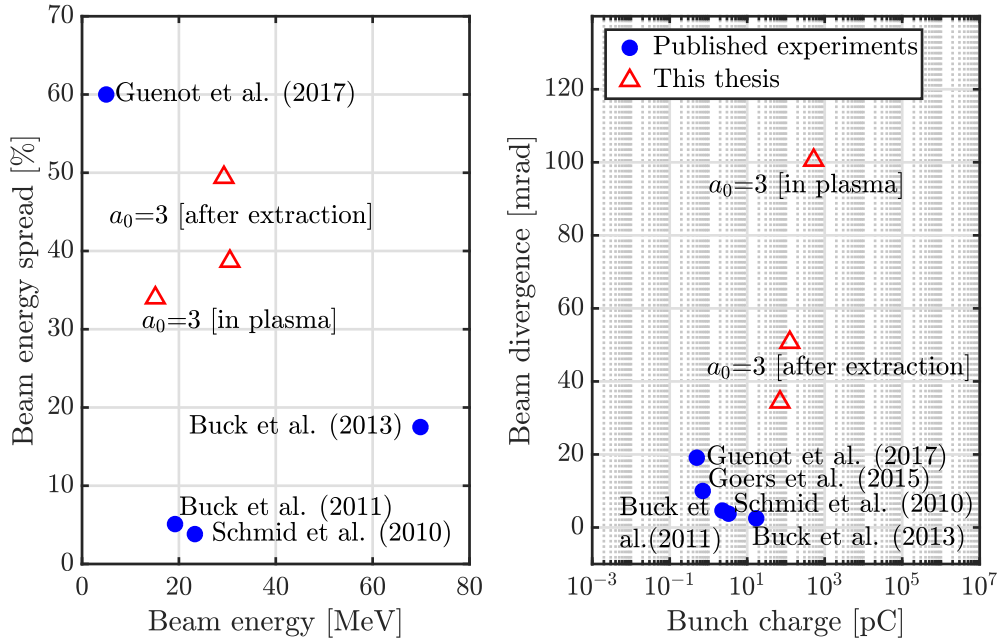 70
60
50
40
30
20
10
0
Beam energy spread [%]
Guenot et al. (2017)
a₀=3 [after extraction]
a₀=3 [in plasma]
Buck et al. (2013)
Buck et al. (2011)
Schmid et al. (2010)
0 20 40 60 80
Beam energy [MeV]
Published experiments
This thesis
120
100
80
60
40
20
0
Beam divergence [mrad]
a₀=3 [in plasma]
a₀=3 [after extraction]
Guenot et al. (2017)
Goers et al. (2015)
Schmid et al. (2010)
Buck et
al.(2011)
Buck et al. (2013)
10⁻³ 10⁻¹ 10¹ 10³ 10⁵ 10⁷
Bunch charge [pC]